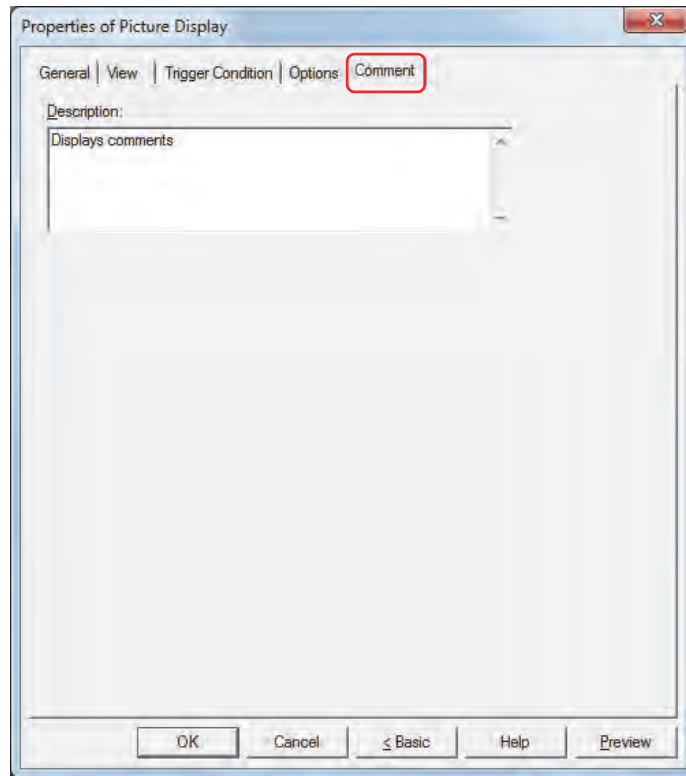 Properties of Picture Display
General View Trigger Condition Options Comment
Description:
Displays comments
OK Cancel < Basic Help Preview